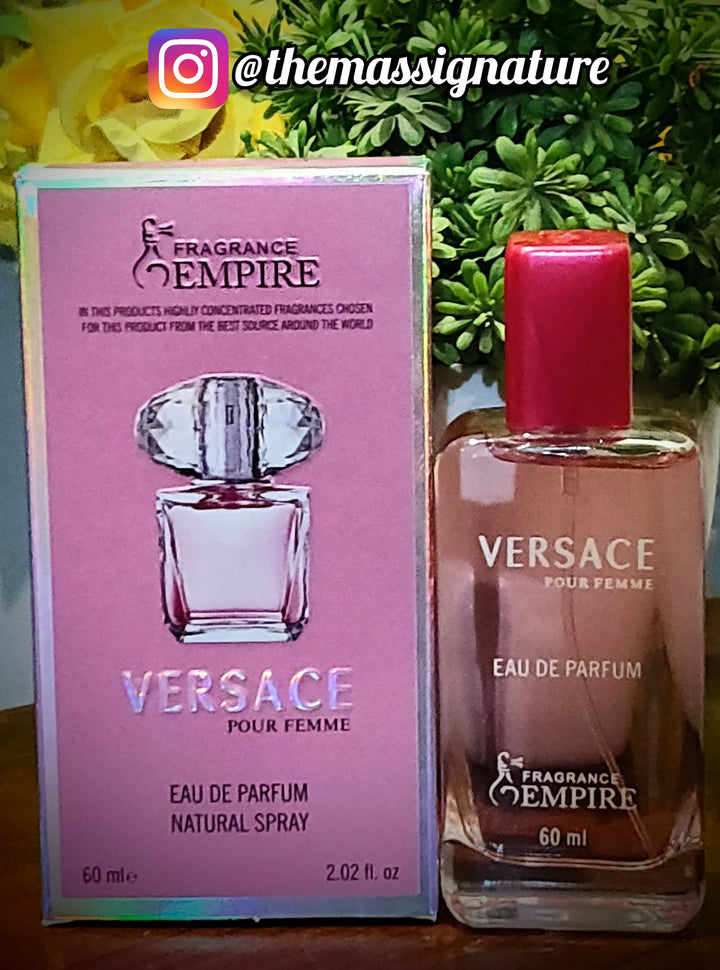 @themassignature
FRAGRANCE
EMPIRE
IN THIS PRODUCTS HIGHLIY CONCENTRATED FRAGRANCES CHOSEN
FOR THIS PRODUCT FROM THE BEST SOURCE AROUND THE WORLD
VERSACE
POUR FEMME
EAU DE PARFUM
NATURAL SPRAY
60 ml e
2.02 fl. oz
VERSACE
POUR FEMME
EAU DE PARFUM
FRAGRANCE
EMPIRE
60 ml